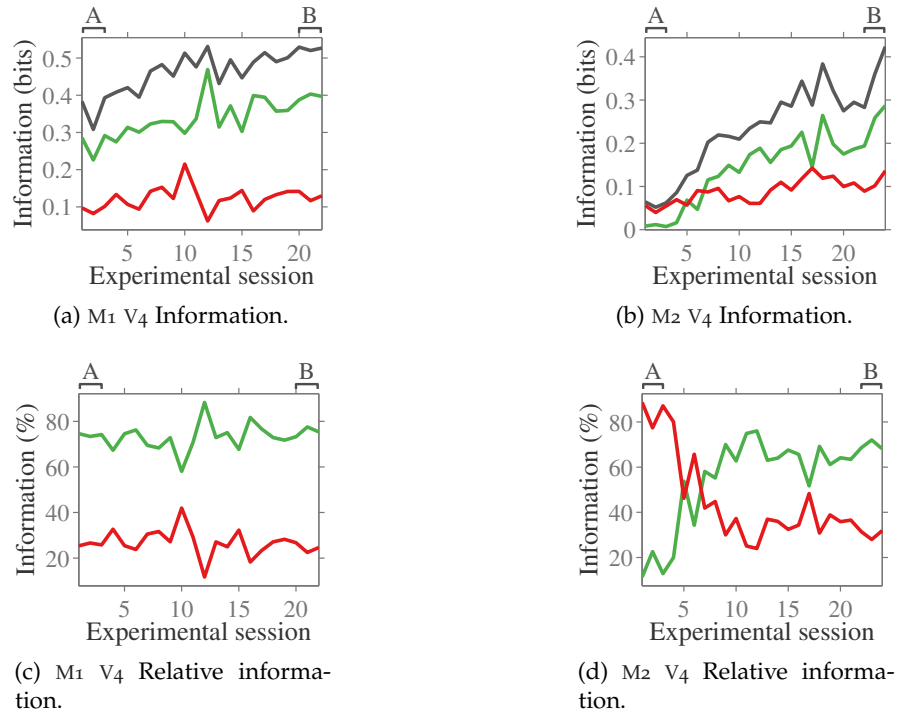 A B
Information (bits)
0.5
0.4
0.3
0.2
0.1
5 10 15 20
Experimental session
(a) M1 V4 Information.
A B
Information (bits)
0.4
0.3
0.2
0.1
0
5 10 15 20
Experimental session
(b) M2 V4 Information.
A B
Information (%)
80
60
40
20
5 10 15 20
Experimental session
(c) M1 V4 Relative informa-
tion.
A B
Information (%)
80
60
40
20
5 10 15 20
Experimental session
(d) M2 V4 Relative informa-
tion.